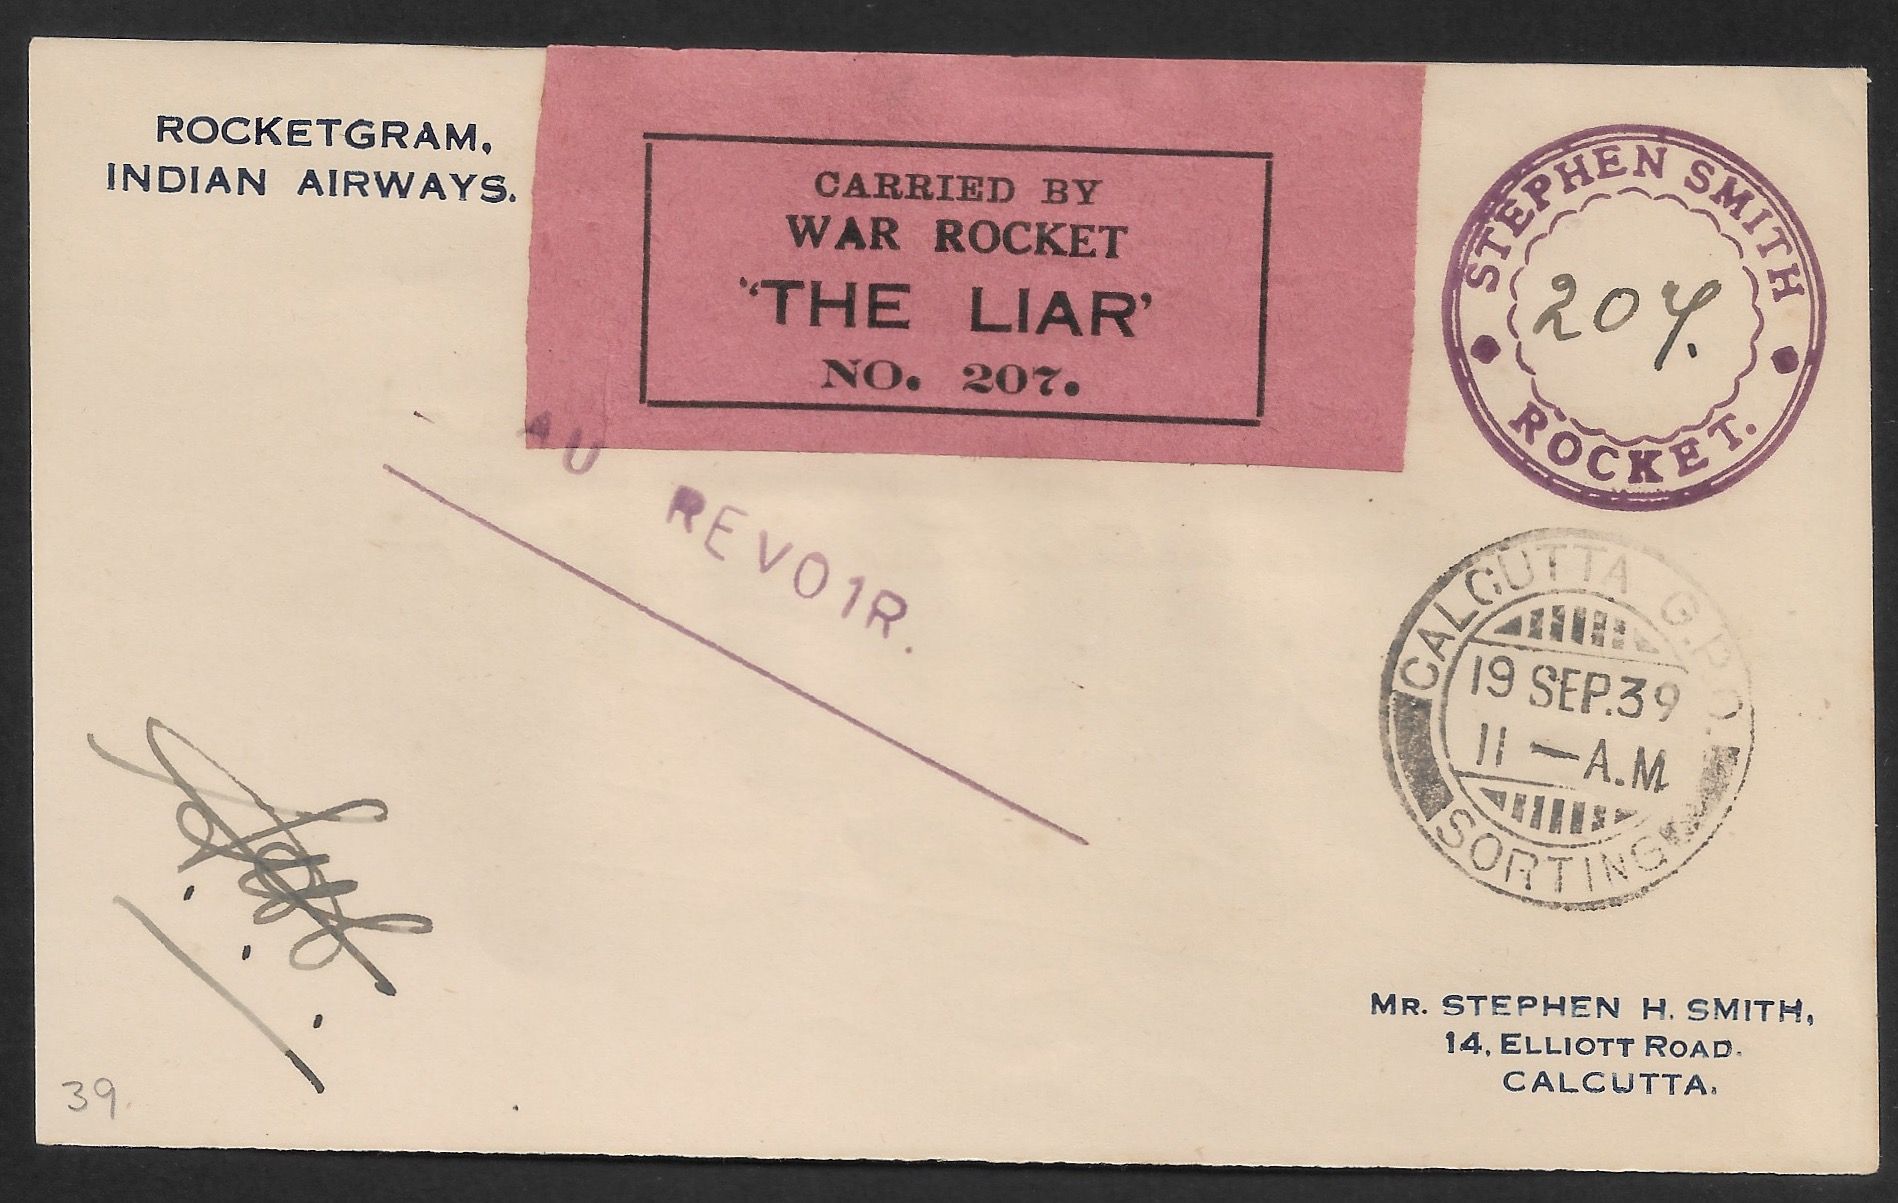 ROCKETGRAM,
INDIAN AIRWAYS.
CARRIED BY
WAR ROCKET
"THE LIAR'
NO. 207.
STEPHEN SMITH
207.
ROCKET.
AU REVO1R.
CALCUTTA G.P.O.
19 SEP.39
11 — A.M
SORTING
MR. STEPHEN H. SMITH,
14, ELLIOTT ROAD.
CALCUTTA.
39.